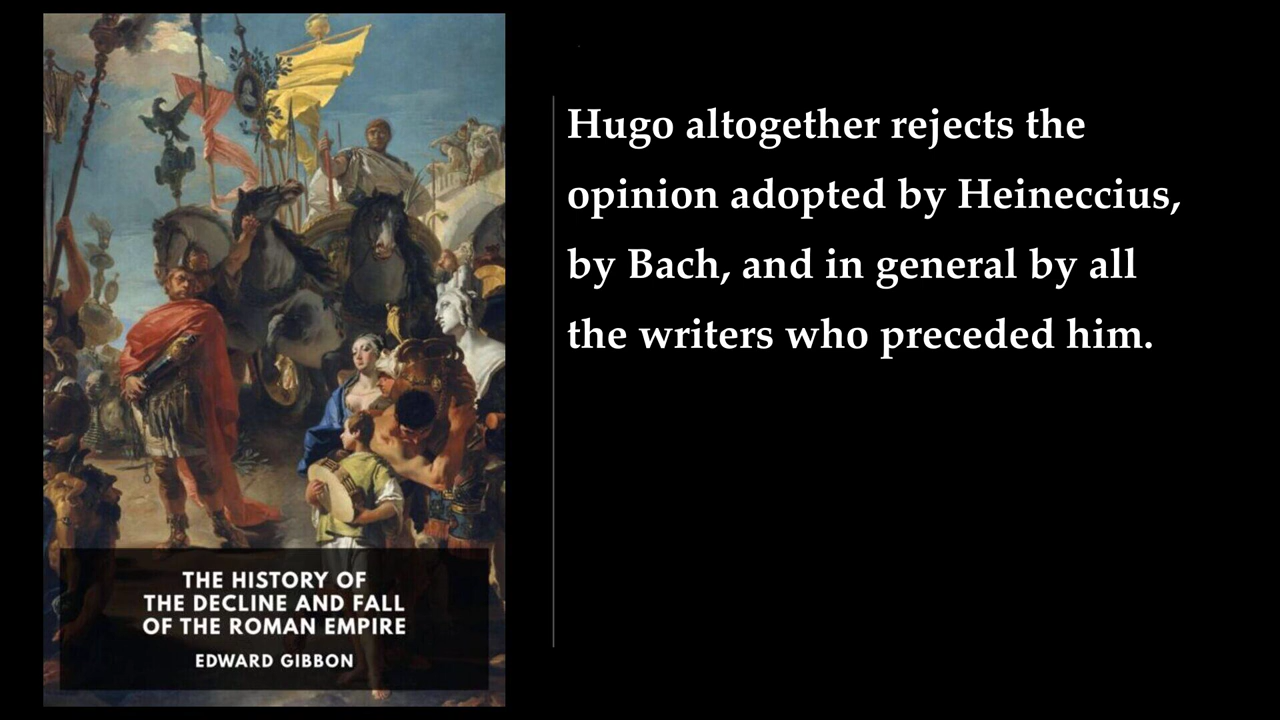 THE HISTORY OF
THE DECLINE AND FALL
OF THE ROMAN EMPIRE
EDWARD GIBBON
Hugo altogether rejects the
opinion adopted by Heineccius,
by Bach, and in general by all
the writers who preceded him.